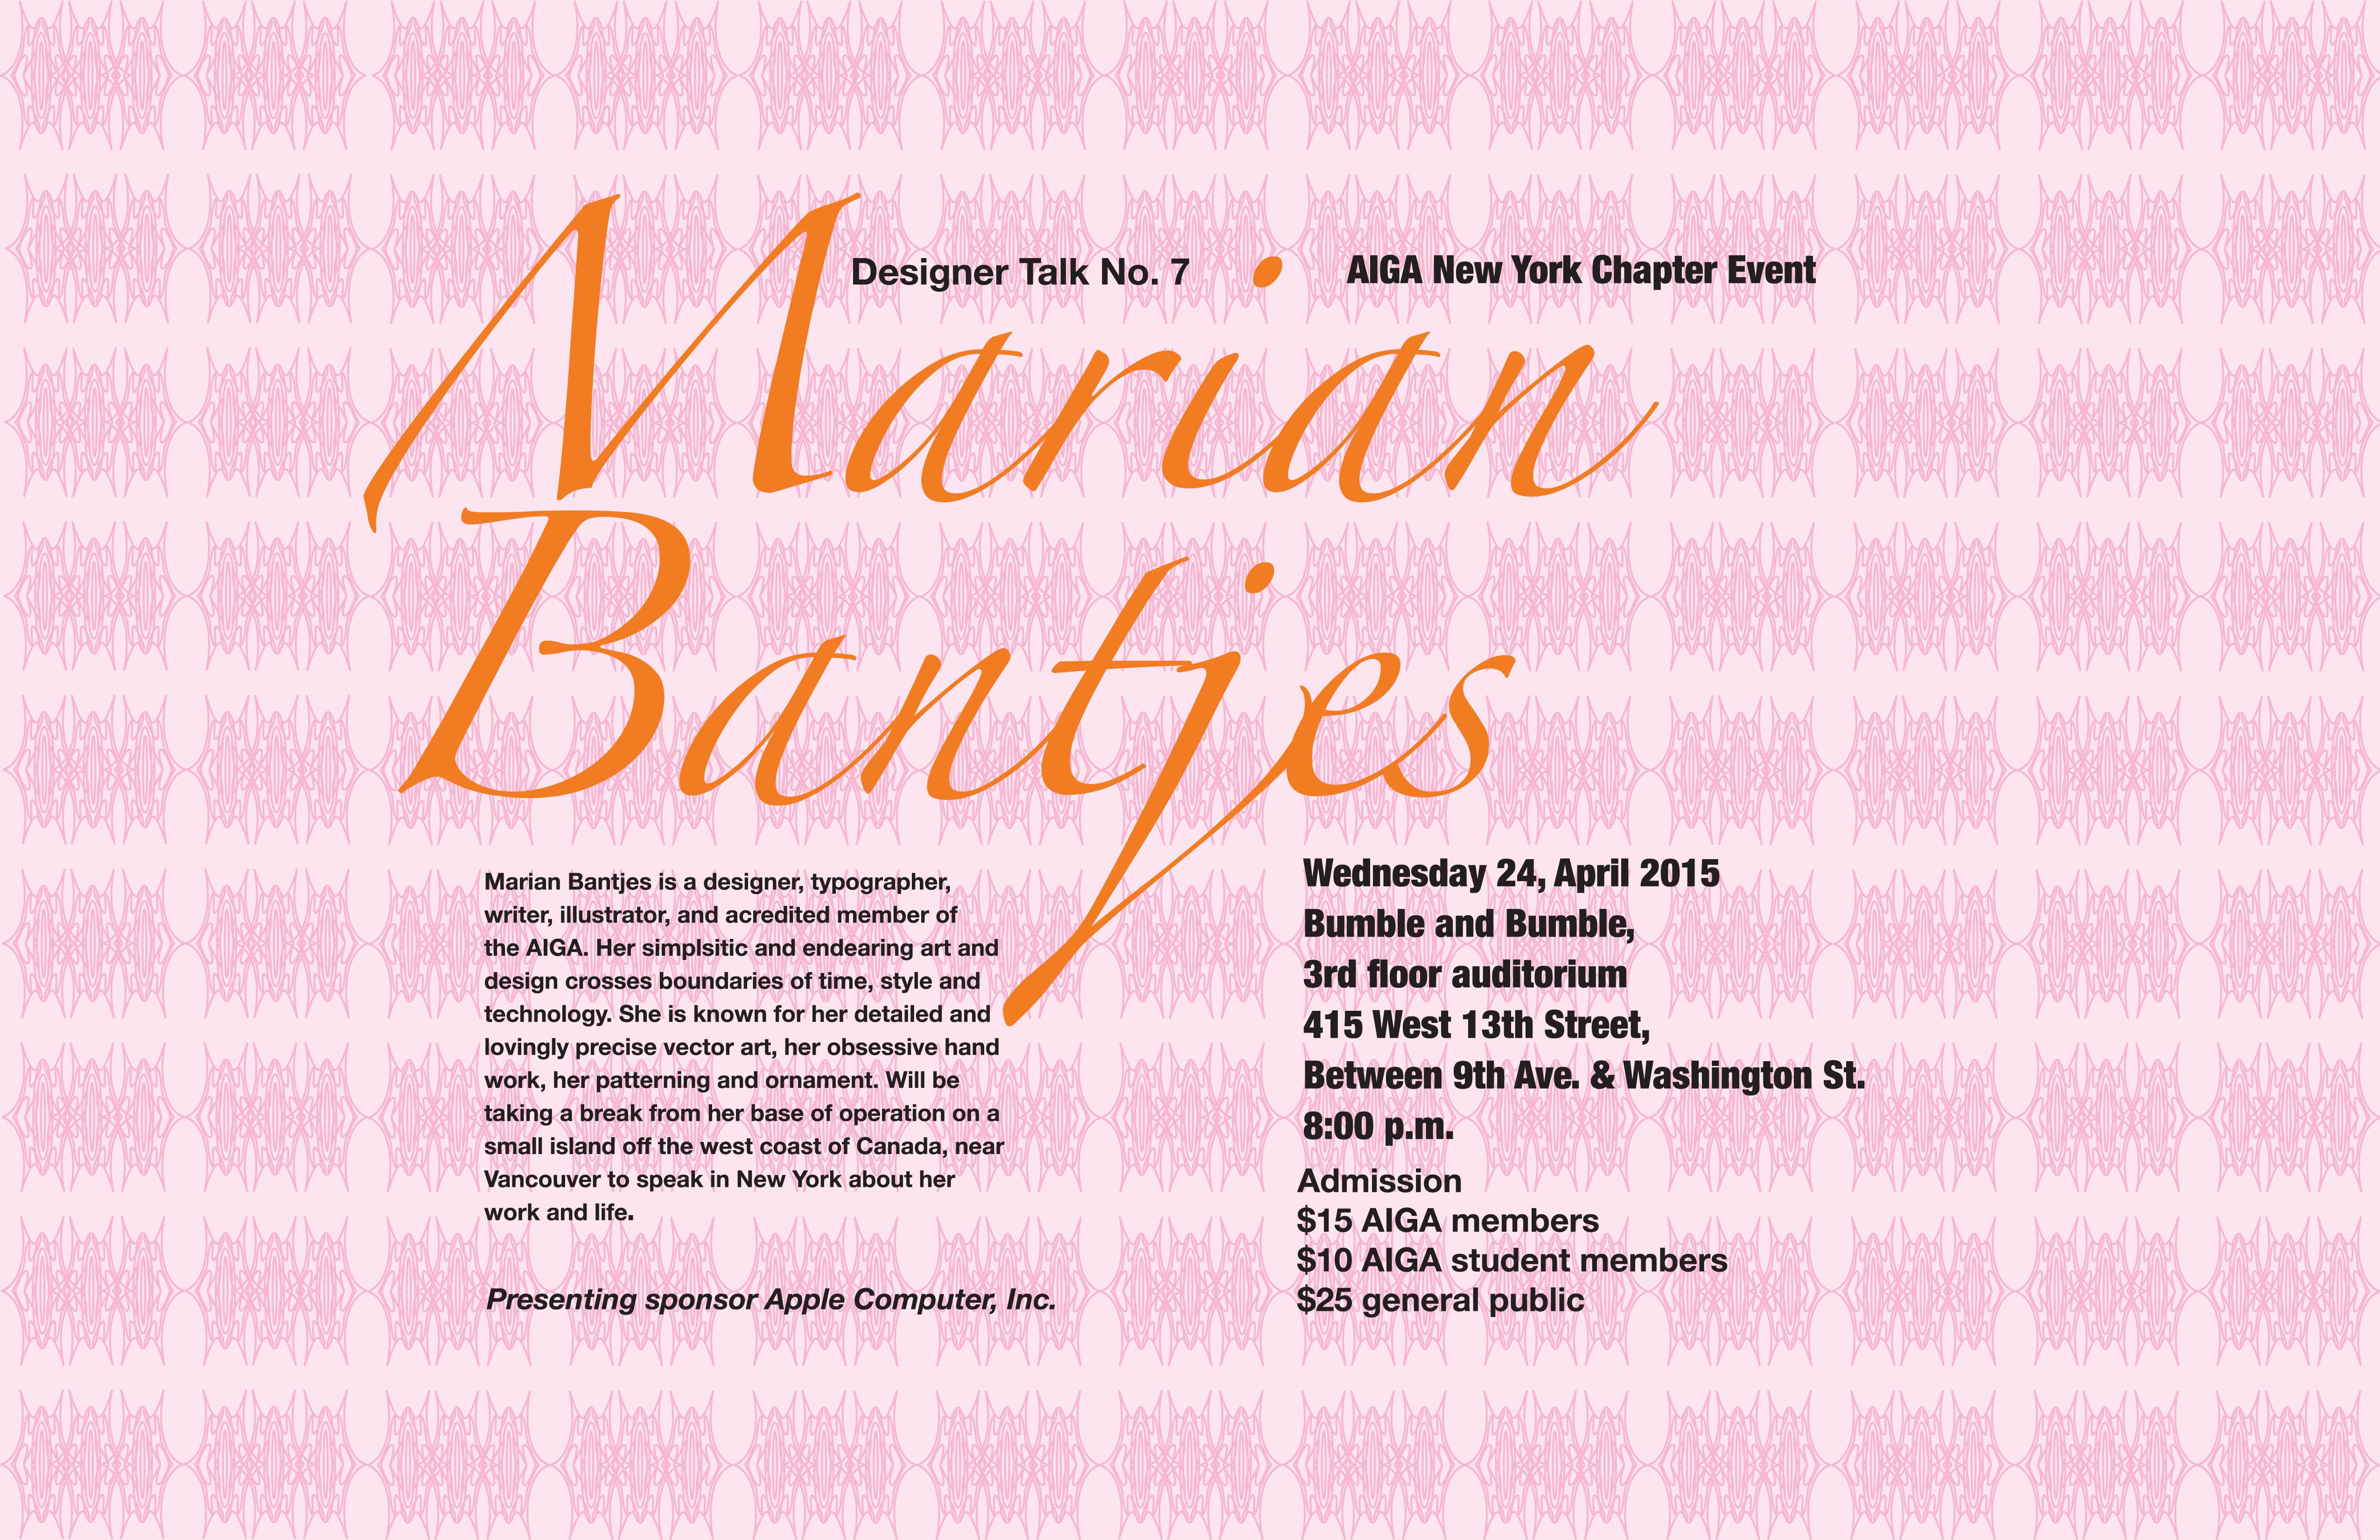 Designer Talk No. 7
AIGA New York Chapter Event
Marian
Bantjes
Marian Bantjes is a designer, typographer,
writer, illustrator, and acredited member of
the AIGA. Her simplsitic and endearing art and
design crosses boundaries of time, style and
technology. She is known for her detailed and
lovingly precise vector art, her obsessive hand
work, her patterning and ornament. Will be
taking a break from her base of operation on a
small island off the west coast of Canada, near
Vancouver to speak in New York about her
work and life.
Presenting sponsor Apple Computer, Inc.
Wednesday 24, April 2015
Bumble and Bumble,
3rd floor auditorium
415 West 13th Street,
Between 9th Ave. & Washington St.
8:00 p.m.
Admission
$15 AIGA members
$10 AIGA student members
$25 general public